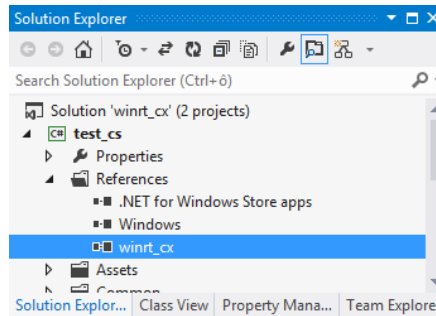 Solution Explorer
Search Solution Explorer (Ctrl+ô)
Solution 'winrt_cx' (2 projects)
C# test_cs
Properties
References
.NET for Windows Store apps
Windows
winrt_cx
Assets
Common
Solution Explor... Class View Property Mana... Team Explore